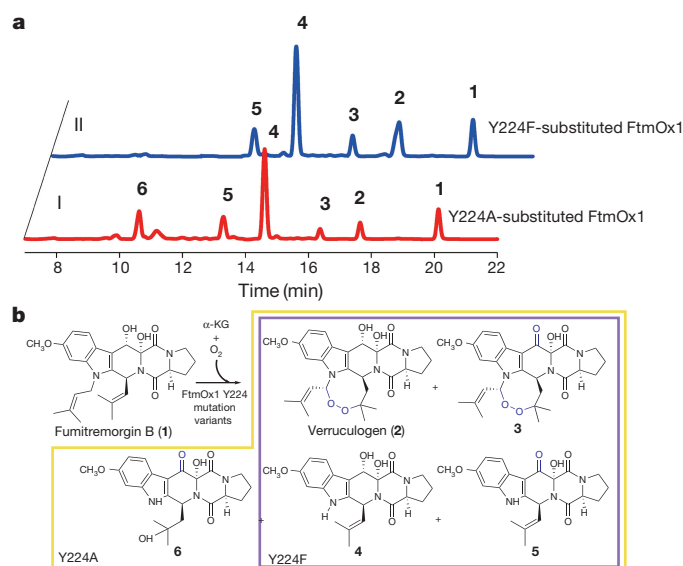 a
4
II
5
3
2
1
Y224F-substituted FtmOx1
4
I
6
5
3
2
1
Y224A-substituted FtmOx1
8 10 12 14 16 18 20 22
Time (min)
b
CH₃O
OH
OH
O
N
N
N
O
H
Fumitremorgin B (1)
α-KG
+
O₂
FtmOx1 Y224
mutation
variants
CH₃O
OH
OH
O
N
N
N
O
H
O
O
Verruculogen (2)
+
CH₃O
O
OH
O
N
N
N
O
H
O
O
3
CH₃O
O
OH
O
N
N
NH
O
H
OH
6
Y224A
+
CH₃O
OH
OH
O
N
N
N
H
O
H
4
Y224F
+
CH₃O
O
OH
O
N
N
NH
O
H
5